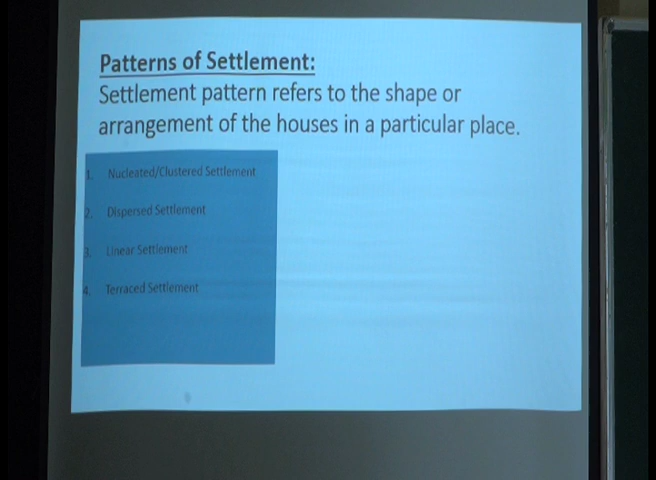 Patterns of Settlement:
Settlement pattern refers to the shape or
arrangement of the houses in a particular place.
1. Nucleated/Clustered Settlement
2. Dispersed Settlement
3. Linear Settlement
4. Terraced Settlement